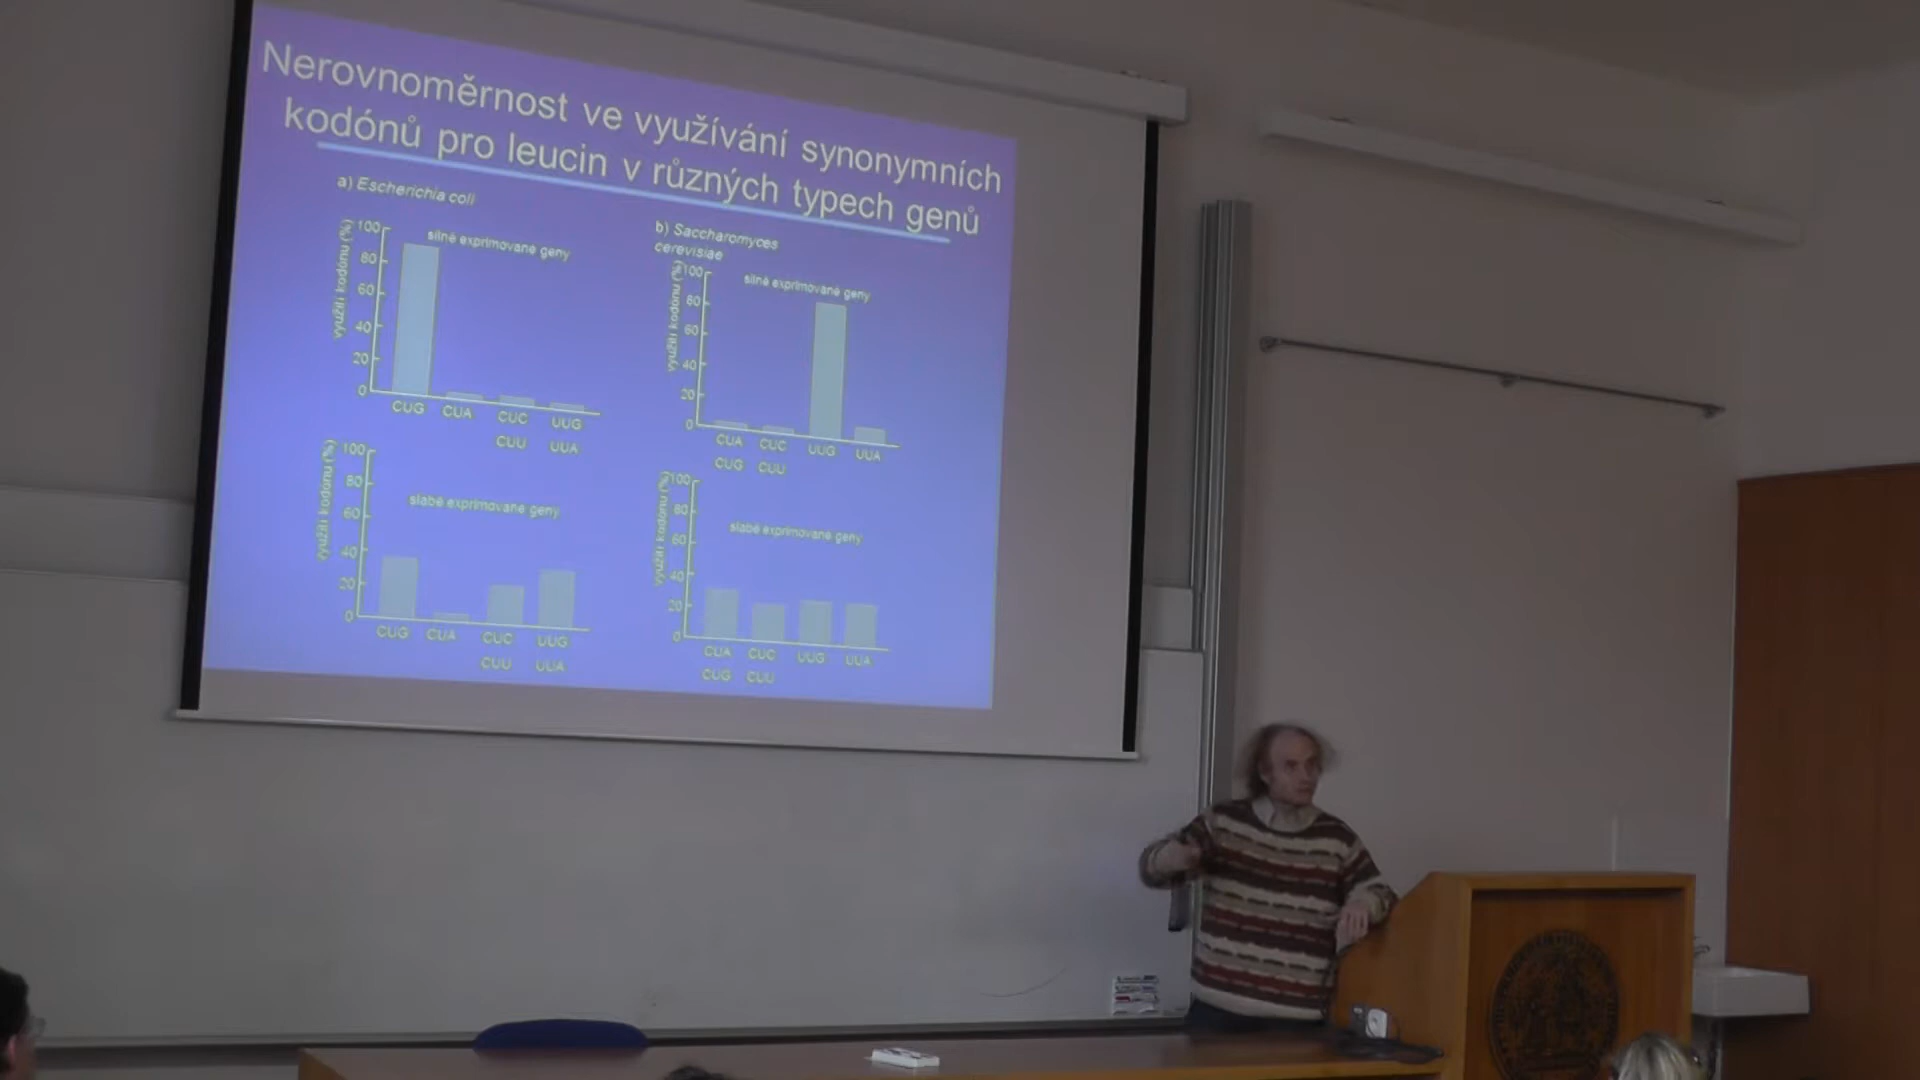 Nerovnoměrnost ve využívání synonymních
kodónů pro leucin v různých typech genů
a) Escherichia coli
využití kodónu (%)
100
80
60
40
20
0
silně exprimované geny
CUG CUA CUC UUG
CUU UUA
využití kodónu (%)
100
80
60
40
20
0
slabě exprimované geny
CUG CUA CUC UUG
CUU UUA
b) Saccharomyces
cerevisiae
využití kodónu (%)
100
80
60
40
20
0
silně exprimované geny
CUA CUC UUG UUA
CUG CUU
využití kodónu (%)
100
80
60
40
20
0
slabě exprimované geny
CUA CUC UUG UUA
CUG CUU